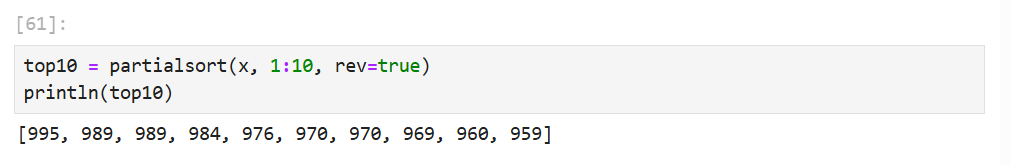 [61]:
top10 = partialsort(x, 1:10, rev=true)
println(top10)
[995, 989, 989, 984, 976, 970, 970, 969, 960, 959]